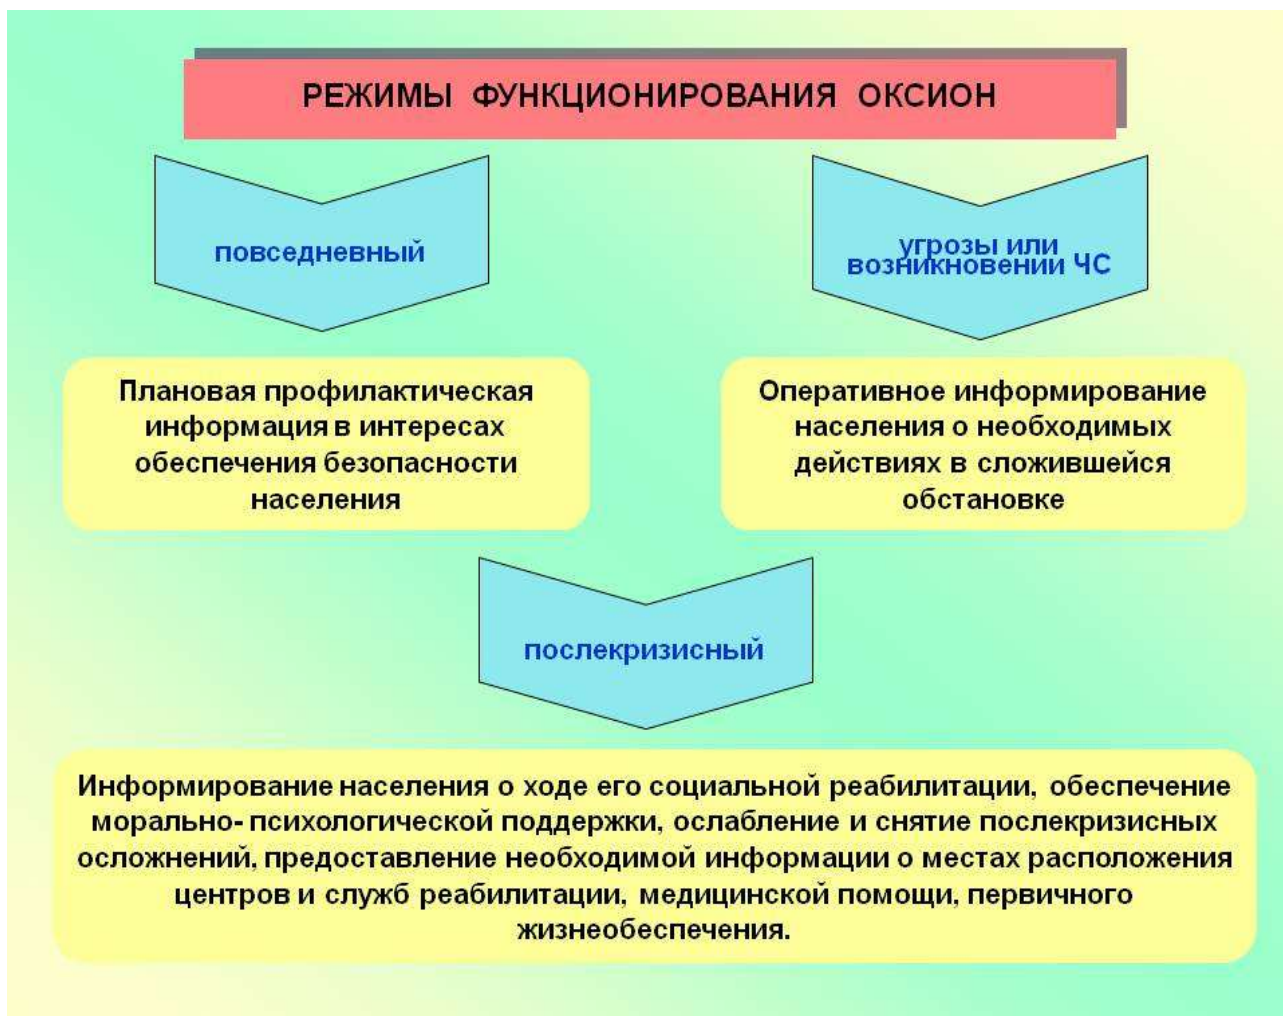 РЕЖИМЫ ФУНКЦИОНИРОВАНИЯ ОКСИОН
повседневный
угрозы или
возникновении ЧС
Плановая профилактическая
информация в интересах
обеспечения безопасности
населения
Оперативное информирование
населения о необходимых
действиях в сложившейся
обстановке
послекризисный
Информирование населения о ходе его социальной реабилитации, обеспечение
морально- психологической поддержки, ослабление и снятие послекризисных
осложнений, предоставление необходимой информации о местах расположения
центров и служб реабилитации, медицинской помощи, первичного
жизнеобеспечения.